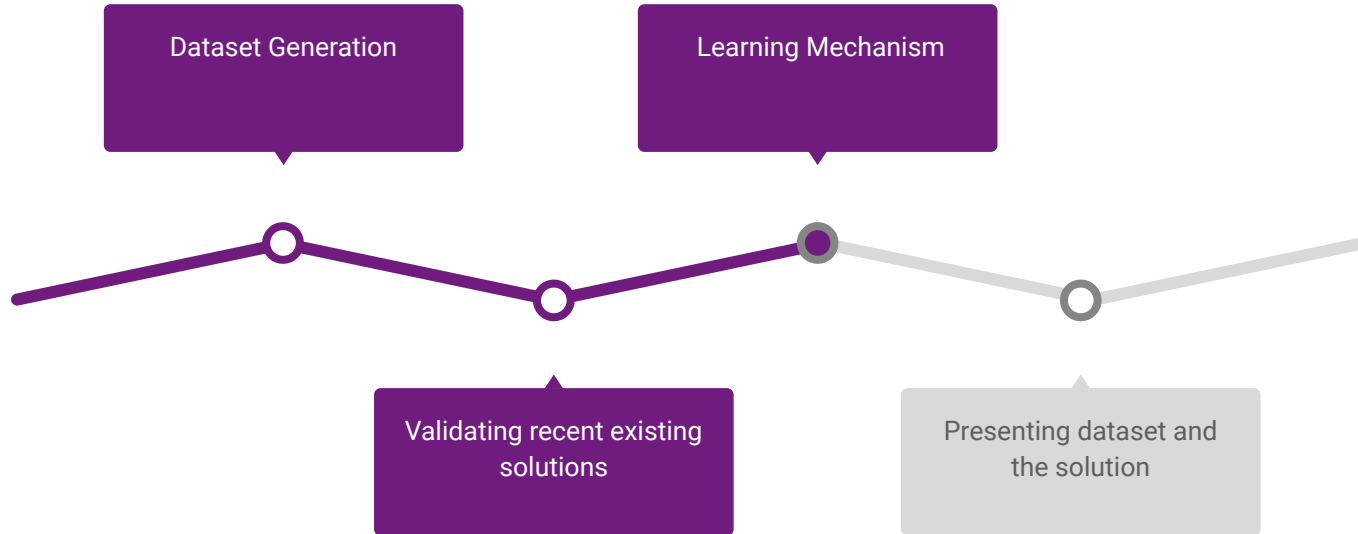 Dataset Generation
Learning Mechanism
Validating recent existing
solutions
Presenting dataset and
the solution